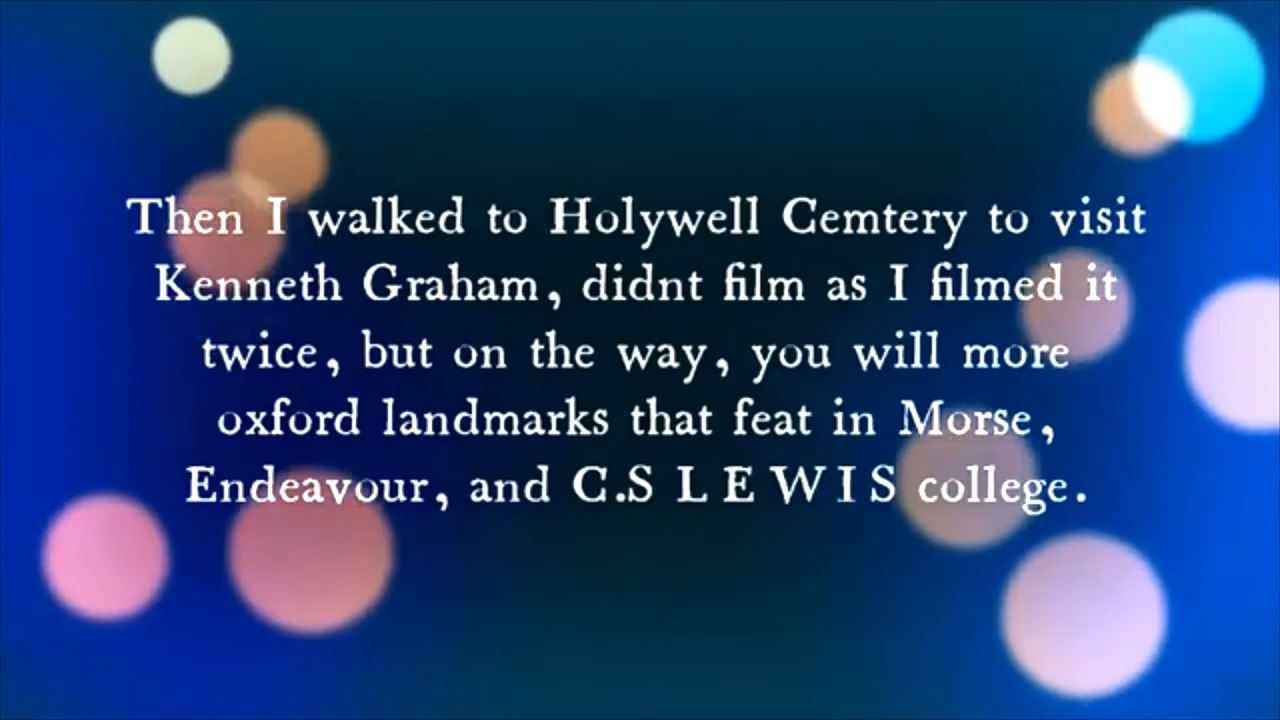 Then I walked to Holywell Cemtery to visit
Kenneth Graham, didnt film as I filmed it
twice, but on the way, you will more
oxford landmarks that feat in Morse,
Endeavour, and C.S L E W I S college.